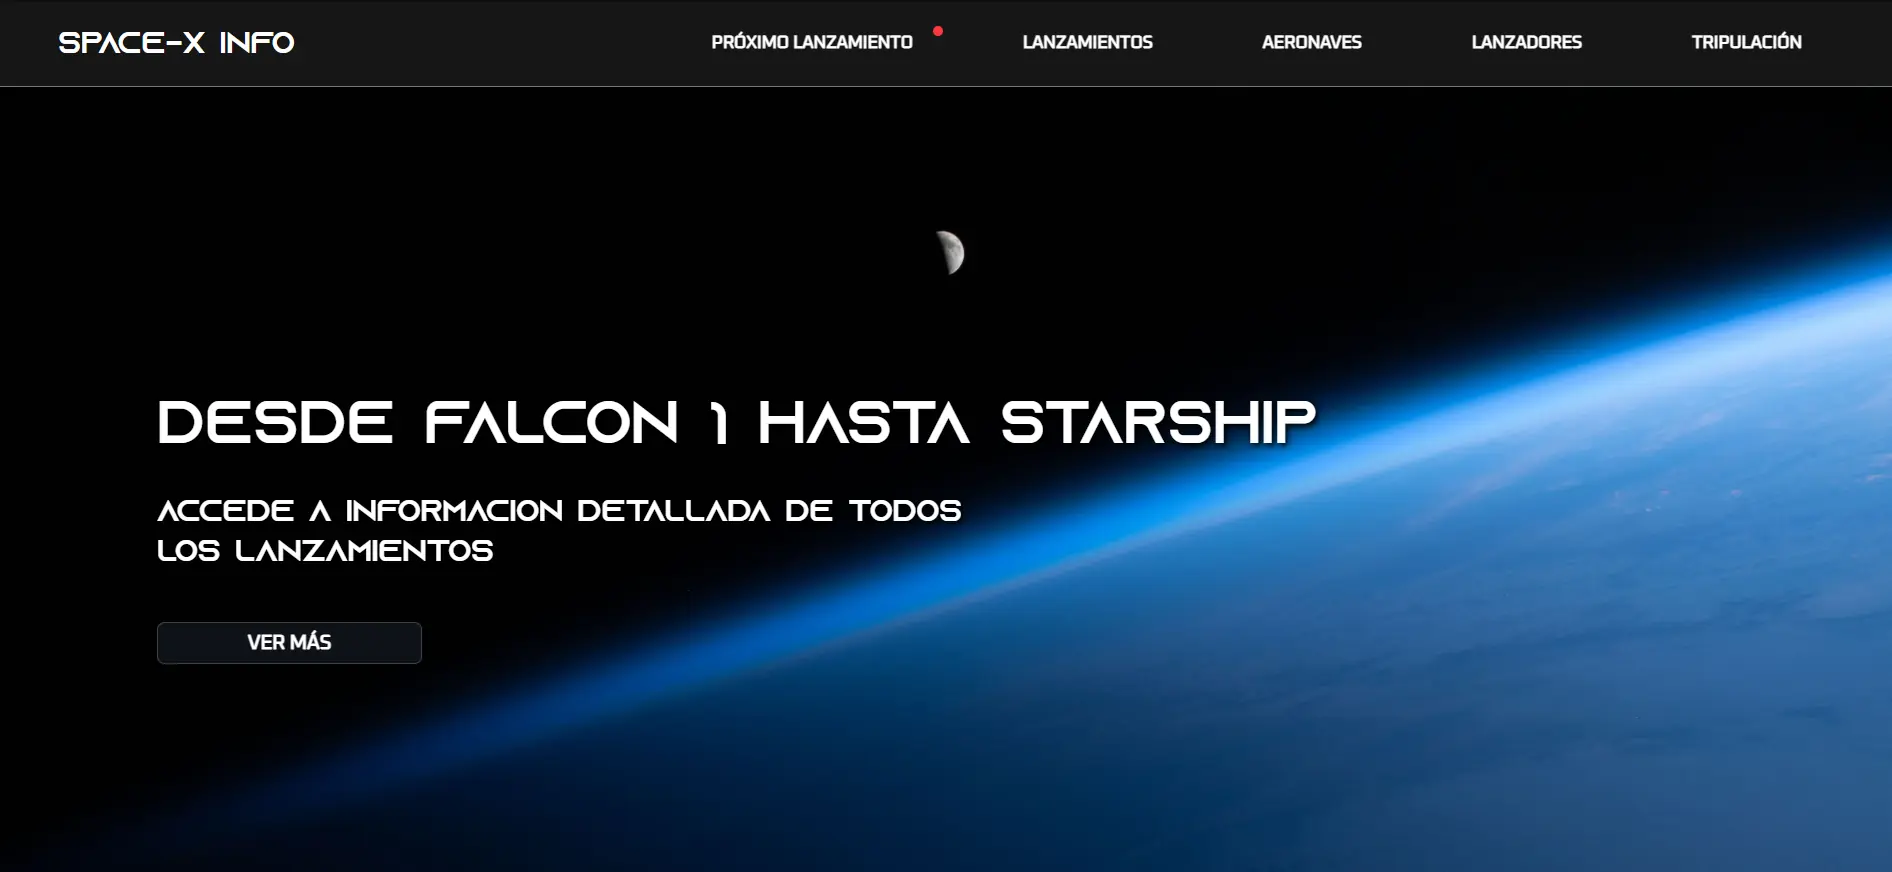 SPACE-X INFO
PRÓXIMO LANZAMIENTO
LANZAMIENTOS
AERONAVES
LANZADORES
TRIPULACIÓN
DESDE FALCON 1 HASTA STARSHIP
ACCEDE A INFORMACION DETALLADA DE TODOS
LOS LANZAMIENTOS
VER MÁS